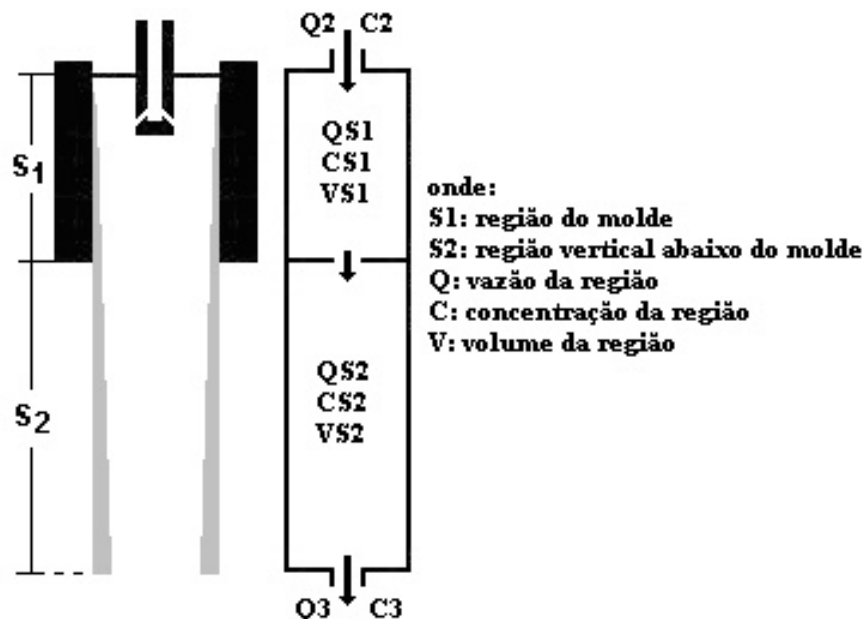 Q2 C2
S1
QS1
CS1
VS1
onde:
S1: região do molde
S2: região vertical abaixo do molde
Q: vazão da região
C: concentração da região
V: volume da região
S2
QS2
CS2
VS2
Q3 C3